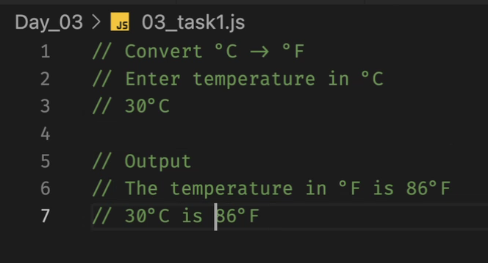 Day_03 > JS 03_task1.js
1 // Convert °C → °F
2 // Enter temperature in °C
3 // 30°C
4
5 // Output
6 // The temperature in °F is 86°F
7 // 30°C is 86°F